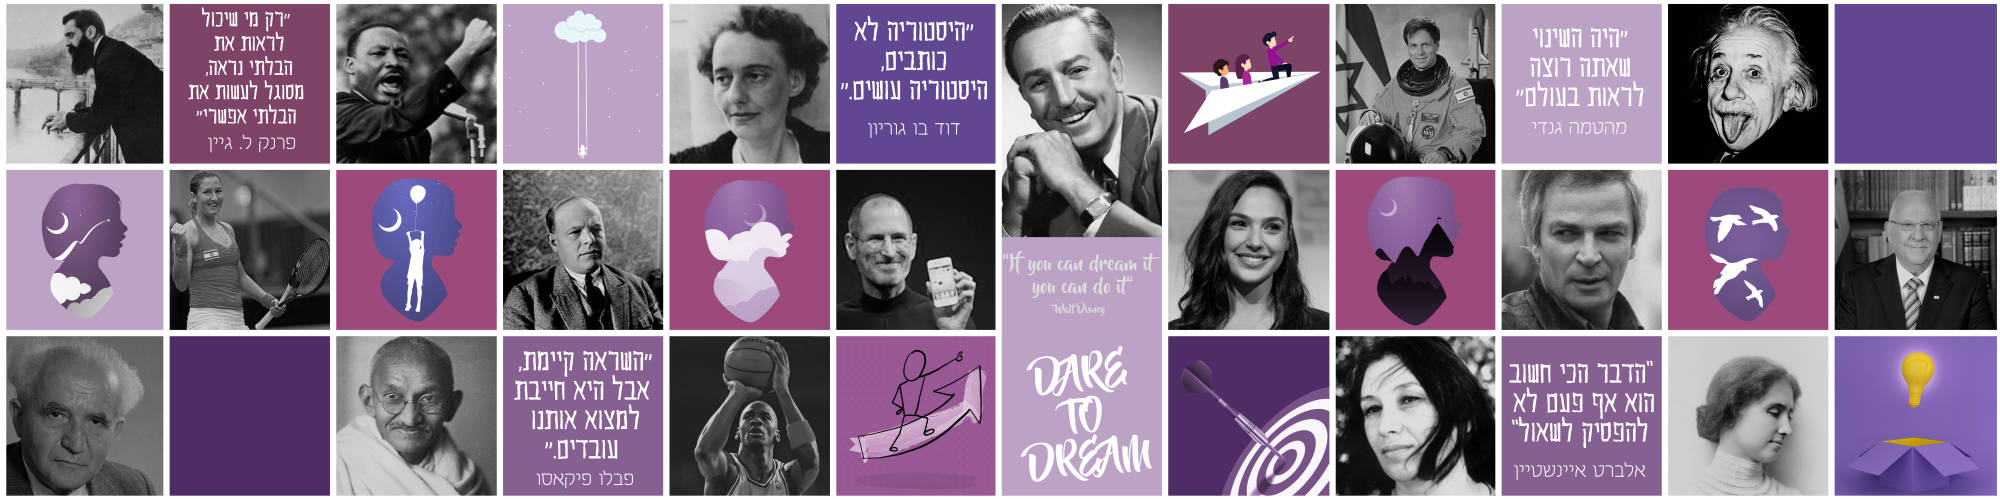 "רק מי שיכול
לראות את
הבלתי נראה,
מסוגל לעשות את
הבלתי אפשרי"
פרנק ל. גיין
"היסטוריה לא
כותבים,
היסטוריה עושים."
דוד בו גוריון
"היה השינוי
שאתה רוצה
לראות בעולם"
מהטמה גנדי
"If you can dream it
you can do it"
Walt Disney
DARE
TO
DREAM
"השראה קיימת,
אבל היא חייבת
למצוא אותנו
עובדים."
פבלו פיקאסו
"הדבר הכי חשוב
הוא אף פעם לא
להפסיק לשאול"
אלברט איינשטיין